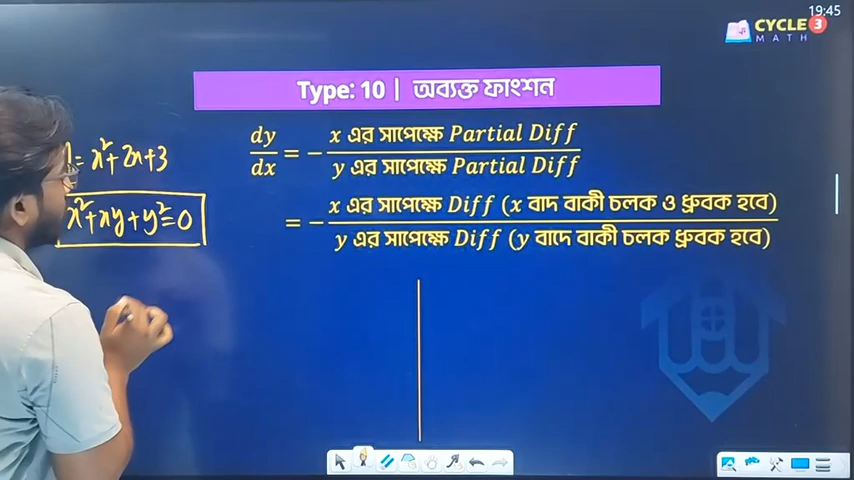 19:45
CYCLE 3
MATH
Type: 10 | অব্যক্ত ফাংশন
= x²+2x+3
x²+xy+y²=0
dy/dx = − x এর সাপেক্ষে Partial Diff / y এর সাপেক্ষে Partial Diff
= − x এর সাপেক্ষে Diff (x বাদ বাকী চলক ও ধ্রুবক হবে) / y এর সাপেক্ষে Diff (y বাদে বাকী চলক ধ্রুবক হবে)